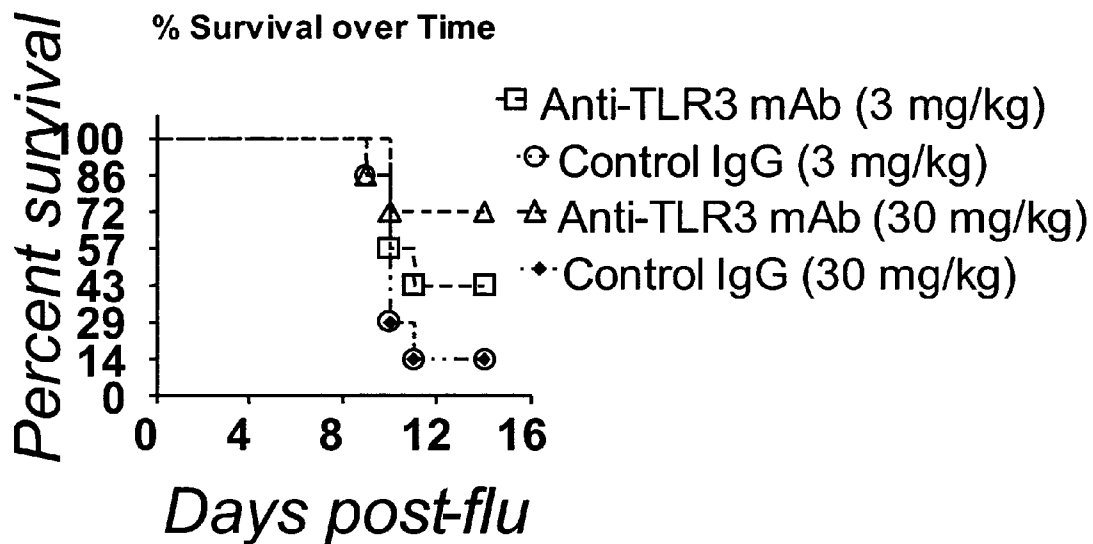 % Survival over Time
Percent survival
100
86
72
57
43
29
14
0
0 4 8 12 16
Days post-flu
Anti-TLR3 mAb (3 mg/kg)
Control IgG (3 mg/kg)
Anti-TLR3 mAb (30 mg/kg)
Control IgG (30 mg/kg)